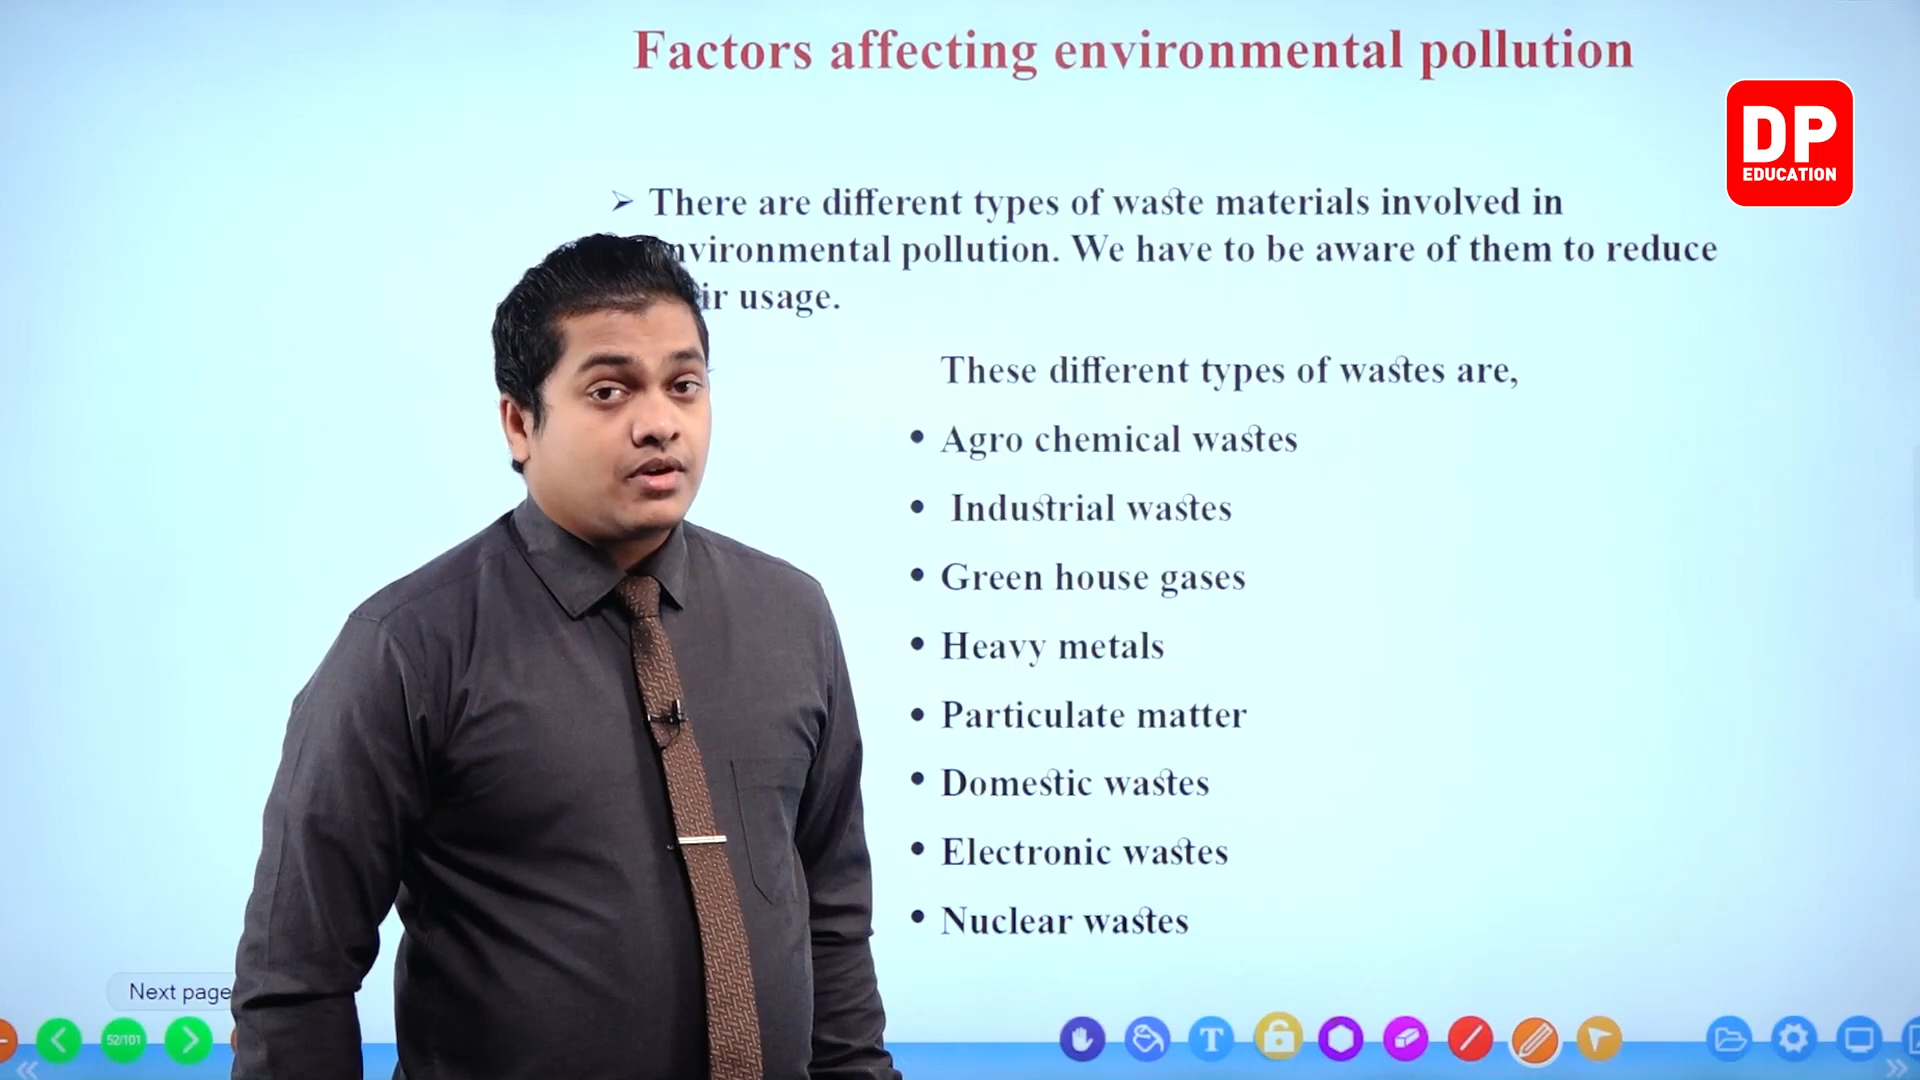 Factors affecting environmental pollution
DP
EDUCATION
➢ There are different types of waste materials involved in
nvironmental pollution. We have to be aware of them to reduce
ir usage.
These different types of wastes are,
• Agro chemical wastes
• Industrial wastes
• Green house gases
• Heavy metals
• Particulate matter
• Domestic wastes
• Electronic wastes
• Nuclear wastes
Next page
52/101
T